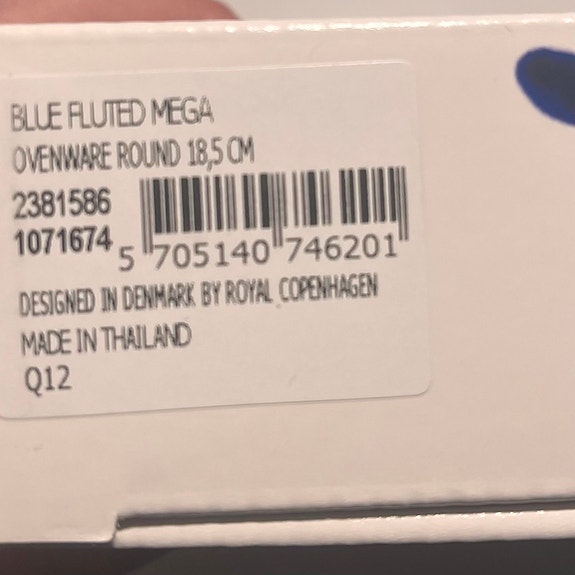 BLUE FLUTED MEGA
OVENWARE ROUND 18,5 CM
2381586
1071674
5 705140 746201
DESIGNED IN DENMARK BY ROYAL COPENHAGEN
MADE IN THAILAND
Q12